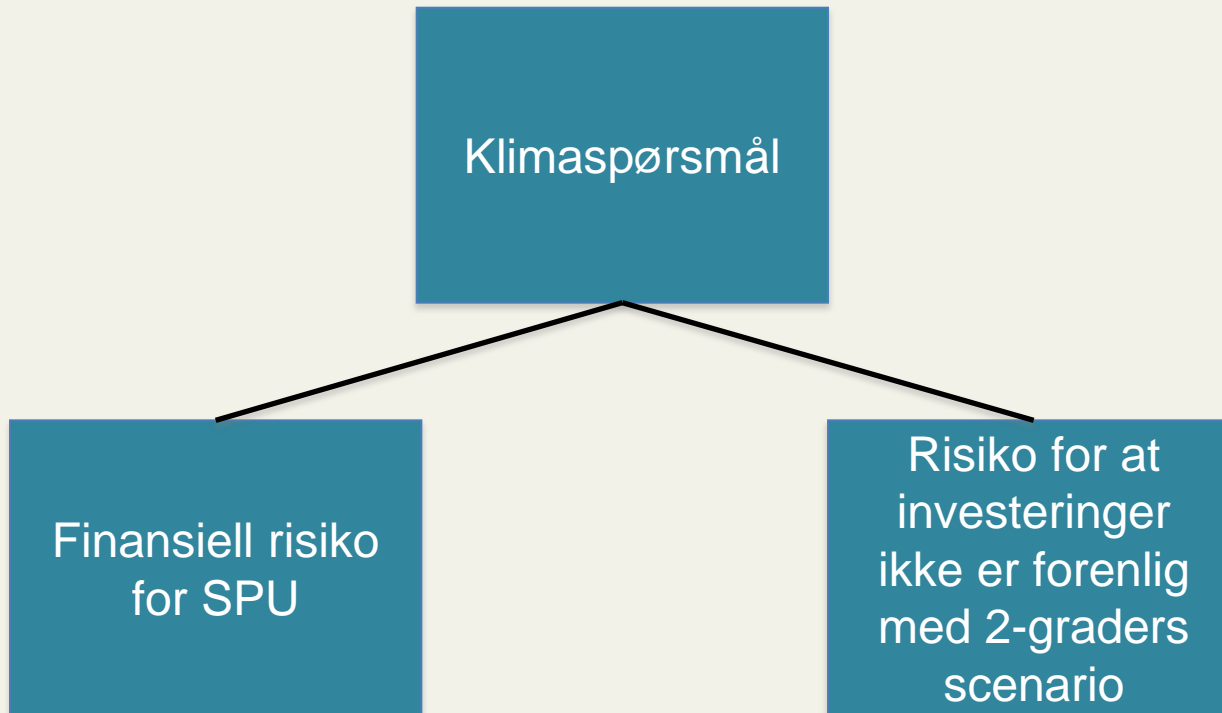 Klimaspørsmål
Finansiell risiko
for SPU
Risiko for at
investeringer
ikke er forenlig
med 2-graders
scenario